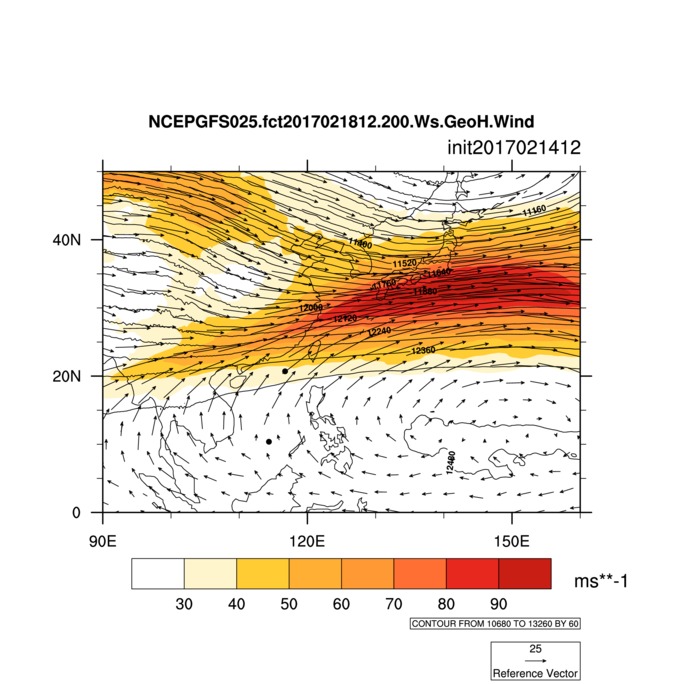 NCEPGFS025.fct2017021812.200.Ws.GeoH.Wind
init2017021412
11160
40N
11400
11520
11640
11760
11880
12000
12120
12240
12360
20N
12480
0
90E 120E 150E
ms**-1
30 40 50 60 70 80 90
CONTOUR FROM 10680 TO 13260 BY 60
25
Reference Vector